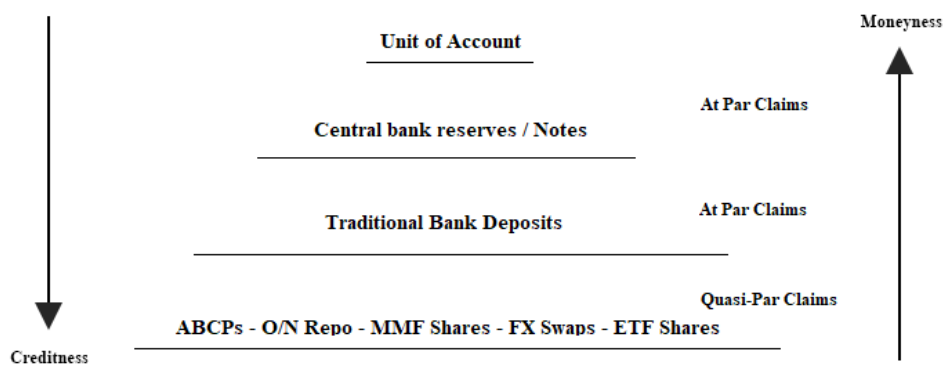 Moneyness
Unit of Account
At Par Claims
Central bank reserves / Notes
At Par Claims
Traditional Bank Deposits
Quasi-Par Claims
ABCPs - O/N Repo - MMF Shares - FX Swaps - ETF Shares
Creditness